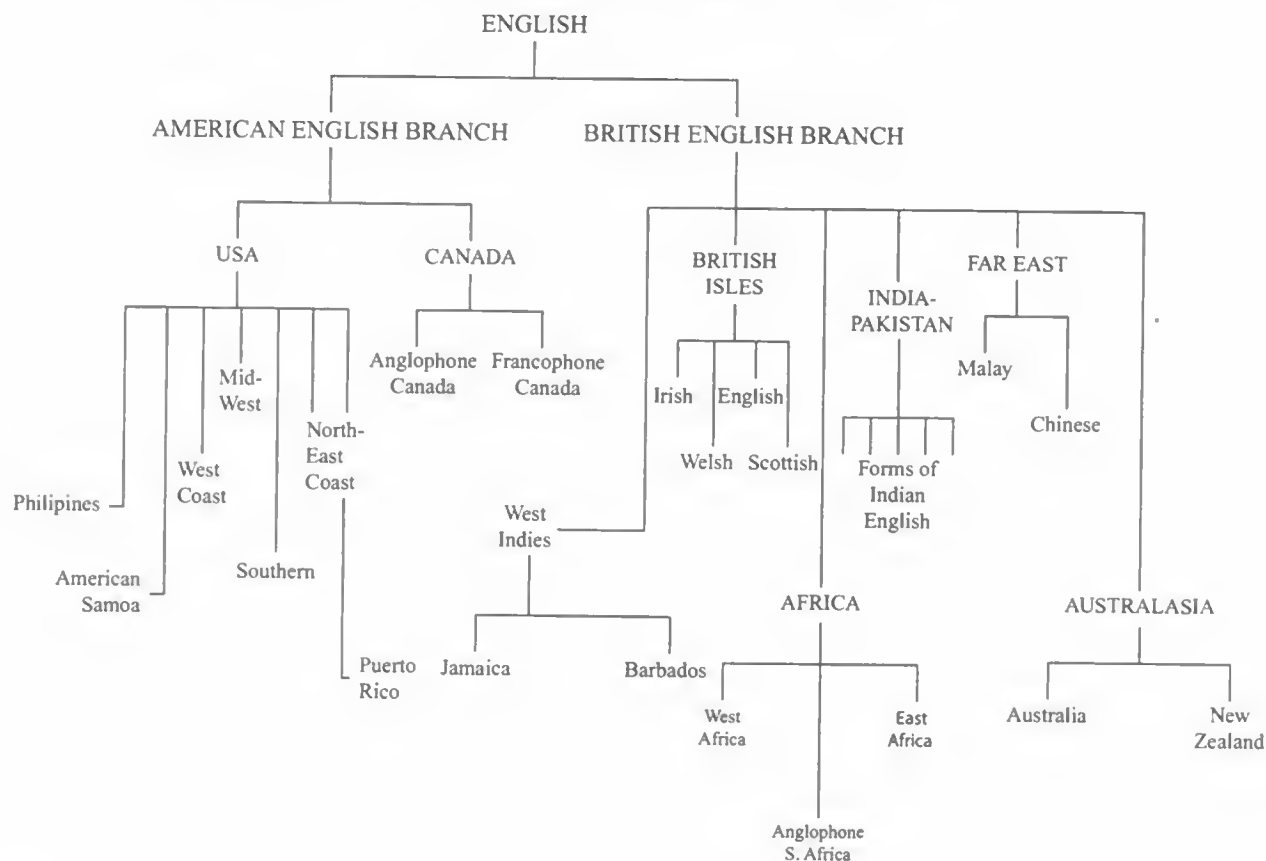 ENGLISH
AMERICAN ENGLISH BRANCH
BRITISH ENGLISH BRANCH
USA
CANADA
BRITISH
ISLES
INDIA-
PAKISTAN
FAR EAST
Anglophone
Canada
Francophone
Canada
Mid-
West
North-
East
Coast
West
Coast
Philipines
American
Samoa
Southern
Puerto
Rico
Irish
English
Welsh
Scottish
Malay
Chinese
Forms of
Indian
English
West
Indies
Jamaica
Barbados
AFRICA
AUSTRALASIA
West
Africa
East
Africa
Anglophone
S. Africa
Australia
New
Zealand